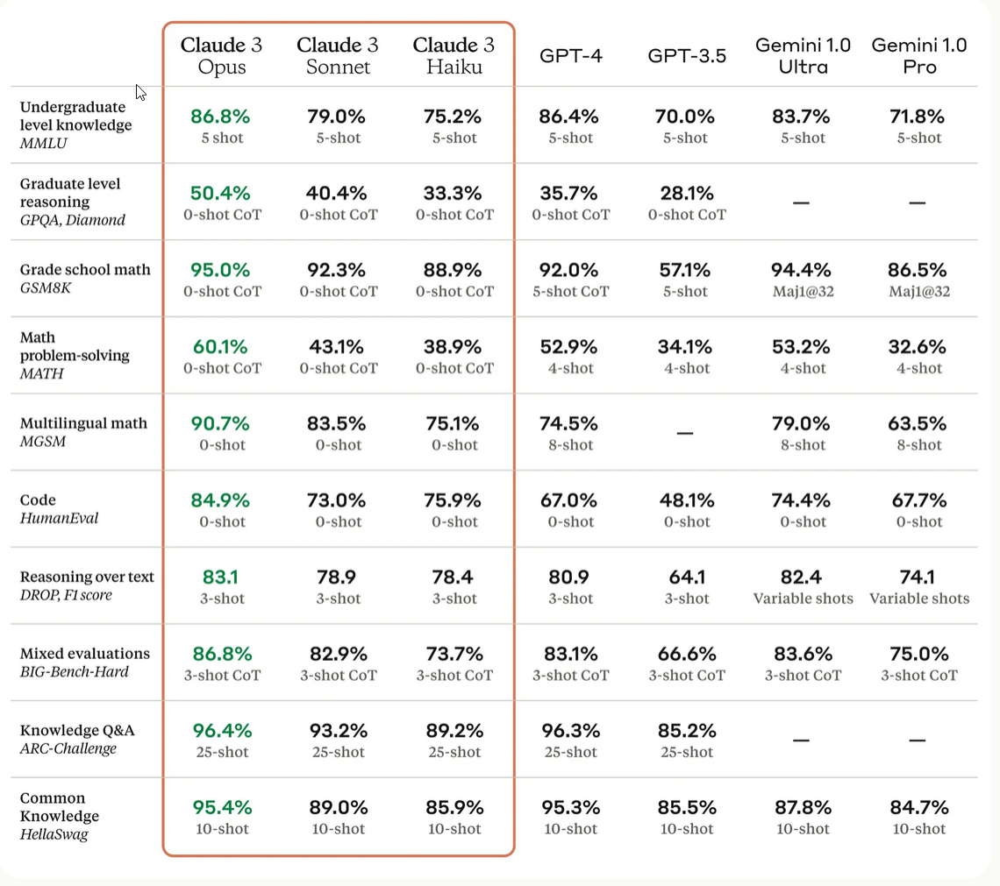 Claude 3 Opus
Claude 3 Sonnet
Claude 3 Haiku
GPT-4
GPT-3.5
Gemini 1.0 Ultra
Gemini 1.0 Pro
Undergraduate
level knowledge
MMLU
86.8% 79.0% 75.2% 86.4% 70.0% 83.7% 71.8%
5 shot 5-shot 5-shot 5-shot 5-shot 5-shot 5-shot
Graduate level
reasoning
GPQA, Diamond
50.4% 40.4% 33.3% 35.7% 28.1% — —
0-shot CoT 0-shot CoT 0-shot CoT 0-shot CoT 0-shot CoT
Grade school math
GSM8K
95.0% 92.3% 88.9% 92.0% 57.1% 94.4% 86.5%
0-shot CoT 0-shot CoT 0-shot CoT 5-shot CoT 5-shot Maj1@32 Maj1@32
Math
problem-solving
MATH
60.1% 43.1% 38.9% 52.9% 34.1% 53.2% 32.6%
0-shot CoT 0-shot CoT 0-shot CoT 4-shot 4-shot 4-shot 4-shot
Multilingual math
MGSM
90.7% 83.5% 75.1% 74.5% — 79.0% 63.5%
0-shot 0-shot 0-shot 8-shot 8-shot 8-shot
Code
HumanEval
84.9% 73.0% 75.9% 67.0% 48.1% 74.4% 67.7%
0-shot 0-shot 0-shot 0-shot 0-shot 0-shot 0-shot
Reasoning over text
DROP, F1 score
83.1 78.9 78.4 80.9 64.1 82.4 74.1
3-shot 3-shot 3-shot 3-shot 3-shot Variable shots Variable shots
Mixed evaluations
BIG-Bench-Hard
86.8% 82.9% 73.7% 83.1% 66.6% 83.6% 75.0%
3-shot CoT 3-shot CoT 3-shot CoT 3-shot CoT 3-shot CoT 3-shot CoT 3-shot CoT
Knowledge Q&A
ARC-Challenge
96.4% 93.2% 89.2% 96.3% 85.2% — —
25-shot 25-shot 25-shot 25-shot 25-shot
Common
Knowledge
HellaSwag
95.4% 89.0% 85.9% 95.3% 85.5% 87.8% 84.7%
10-shot 10-shot 10-shot 10-shot 10-shot 10-shot 10-shot